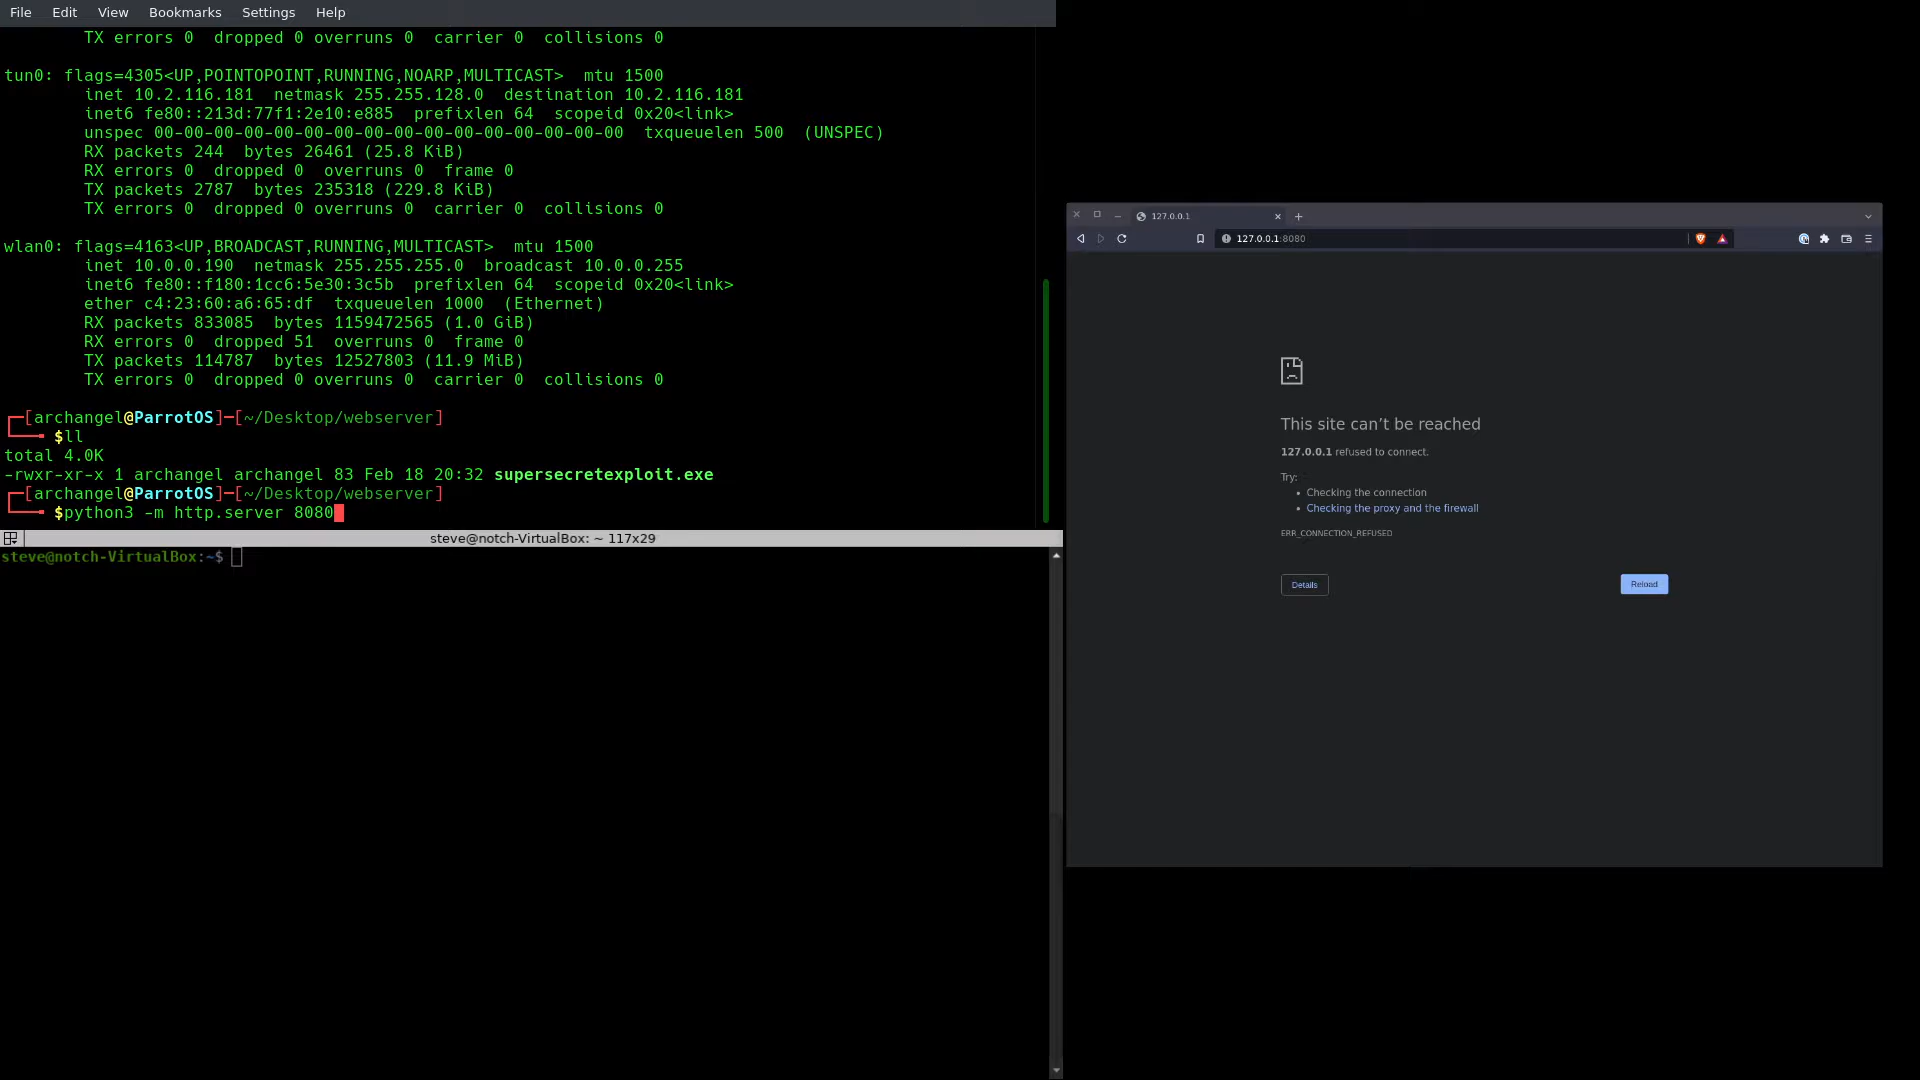 File Edit View Bookmarks Settings Help
TX errors 0  dropped 0 overruns 0  carrier 0  collisions 0
tun0: flags=4305<UP,POINTOPOINT,RUNNING,NOARP,MULTICAST>  mtu 1500
inet 10.2.116.181  netmask 255.255.128.0  destination 10.2.116.181
inet6 fe80::213d:77f1:2e10:e885  prefixlen 64  scopeid 0x20<link>
unspec 00-00-00-00-00-00-00-00-00-00-00-00-00-00-00-00  txqueuelen 500  (UNSPEC)
RX packets 244  bytes 26461 (25.8 KiB)
RX errors 0  dropped 0  overruns 0  frame 0
TX packets 2787  bytes 235318 (229.8 KiB)
TX errors 0  dropped 0 overruns 0  carrier 0  collisions 0
wlan0: flags=4163<UP,BROADCAST,RUNNING,MULTICAST>  mtu 1500
inet 10.0.0.190  netmask 255.255.255.0  broadcast 10.0.0.255
inet6 fe80::f180:1cc6:5e30:3c5b  prefixlen 64  scopeid 0x20<link>
ether c4:23:60:a6:65:df  txqueuelen 1000  (Ethernet)
RX packets 833085  bytes 1159472565 (1.0 GiB)
RX errors 0  dropped 51  overruns 0  frame 0
TX packets 114787  bytes 12527803 (11.9 MiB)
TX errors 0  dropped 0 overruns 0  carrier 0  collisions 0
[archangel@ParrotOS]─[~/Desktop/webserver]
$ll
total 4.0K
-rwxr-xr-x 1 archangel archangel 83 Feb 18 20:32 supersecretexploit.exe
[archangel@ParrotOS]─[~/Desktop/webserver]
$python3 -m http.server 8080
steve@notch-VirtualBox: ~ 117x29
steve@notch-VirtualBox:~$
127.0.0.1
127.0.0.1:8080
This site can't be reached
127.0.0.1 refused to connect.
Try:
• Checking the connection
• Checking the proxy and the firewall
ERR_CONNECTION_REFUSED
Details
Reload